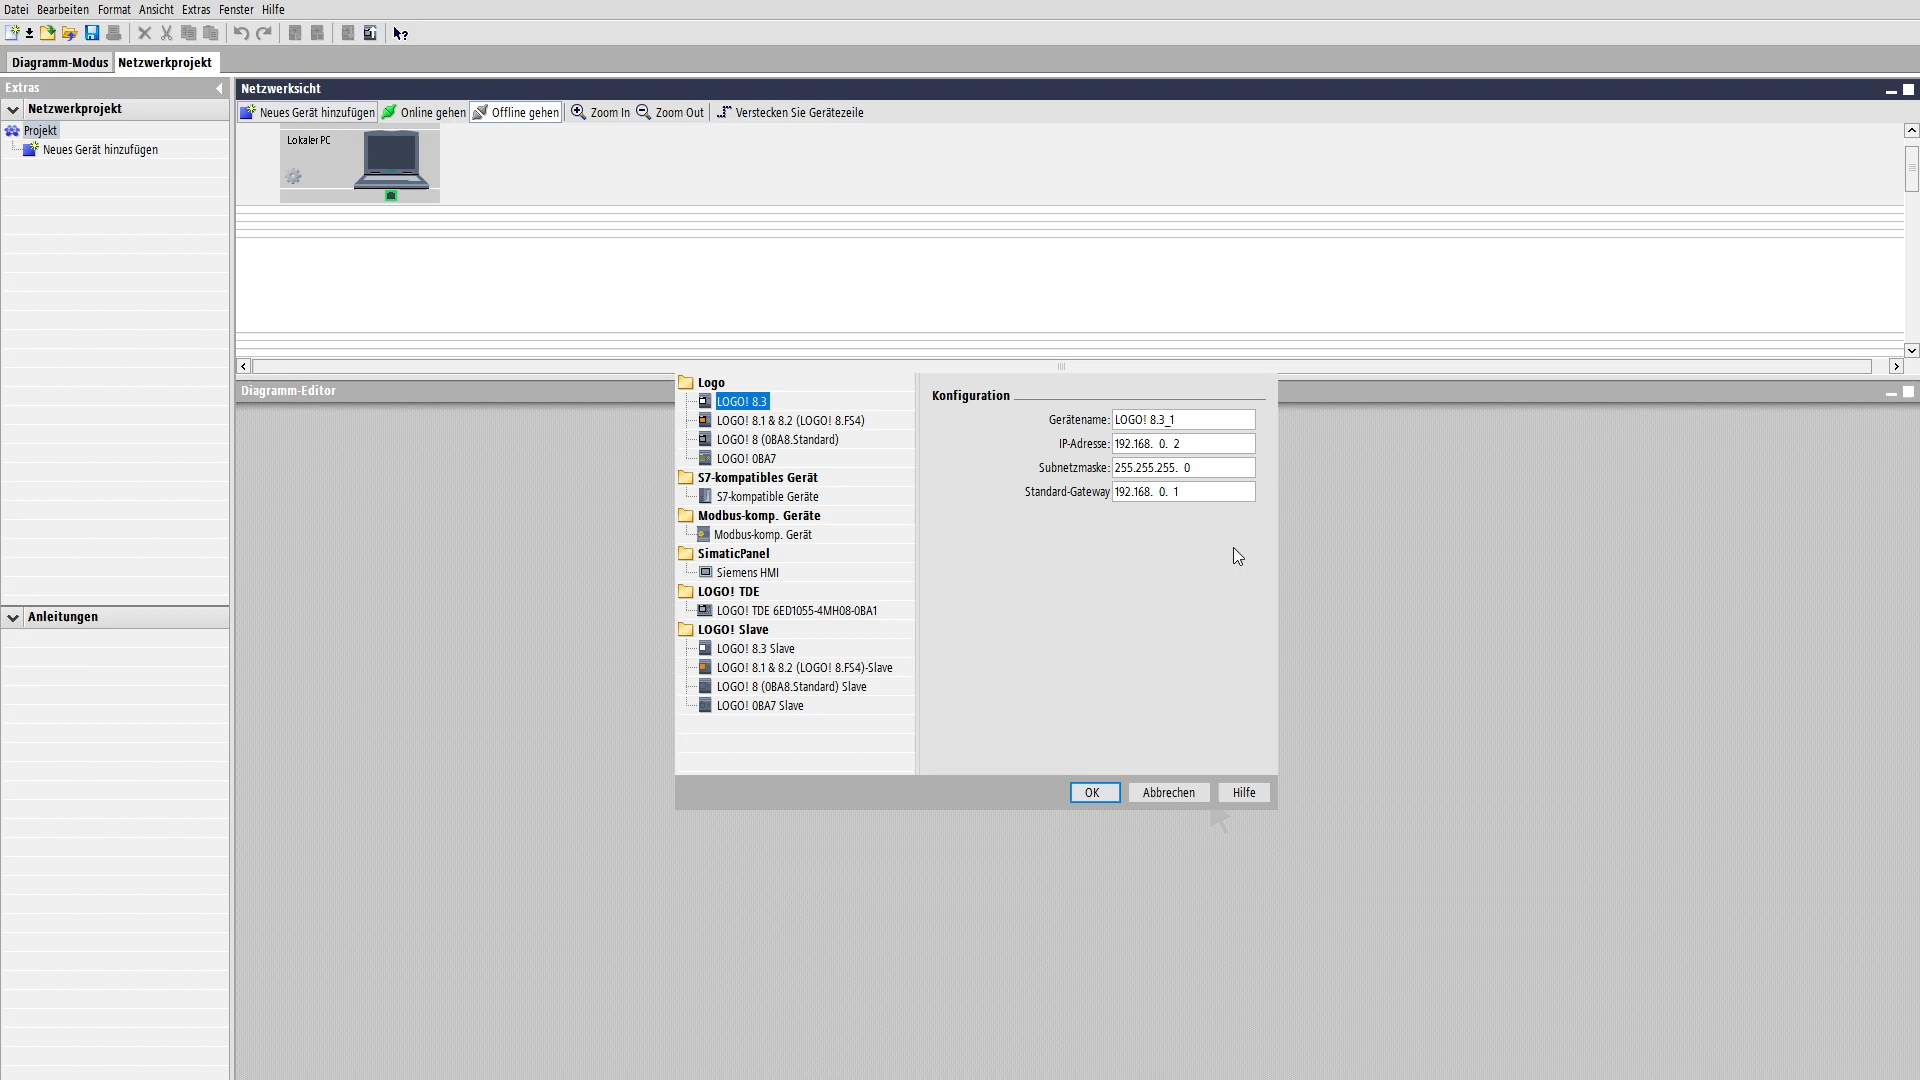 Datei Bearbeiten Format Ansicht Extras Fenster Hilfe
Diagramm-Modus Netzwerkprojekt
Extras
Netzwerkprojekt
Projekt
Neues Gerät hinzufügen
Anleitungen
Netzwerksicht
Neues Gerät hinzufügen Online gehen Offline gehen Zoom In Zoom Out Verstecken Sie Gerätezeile
Lokaler PC
Diagramm-Editor
Logo
LOGO! 8.3
LOGO! 8.1 & 8.2 (LOGO! 8.FS4)
LOGO! 8 (0BA8.Standard)
LOGO! 0BA7
S7-kompatibles Gerät
S7-kompatible Geräte
Modbus-komp. Geräte
Modbus-komp. Gerät
SimaticPanel
Siemens HMI
LOGO! TDE
LOGO! TDE 6ED1055-4MH08-0BA1
LOGO! Slave
LOGO! 8.3 Slave
LOGO! 8.1 & 8.2 (LOGO! 8.FS4)-Slave
LOGO! 8 (0BA8.Standard) Slave
LOGO! 0BA7 Slave
Konfiguration
Gerätename: LOGO! 8.3_1
IP-Adresse: 192.168. 0. 2
Subnetzmaske: 255.255.255. 0
Standard-Gateway 192.168. 0. 1
OK Abbrechen Hilfe